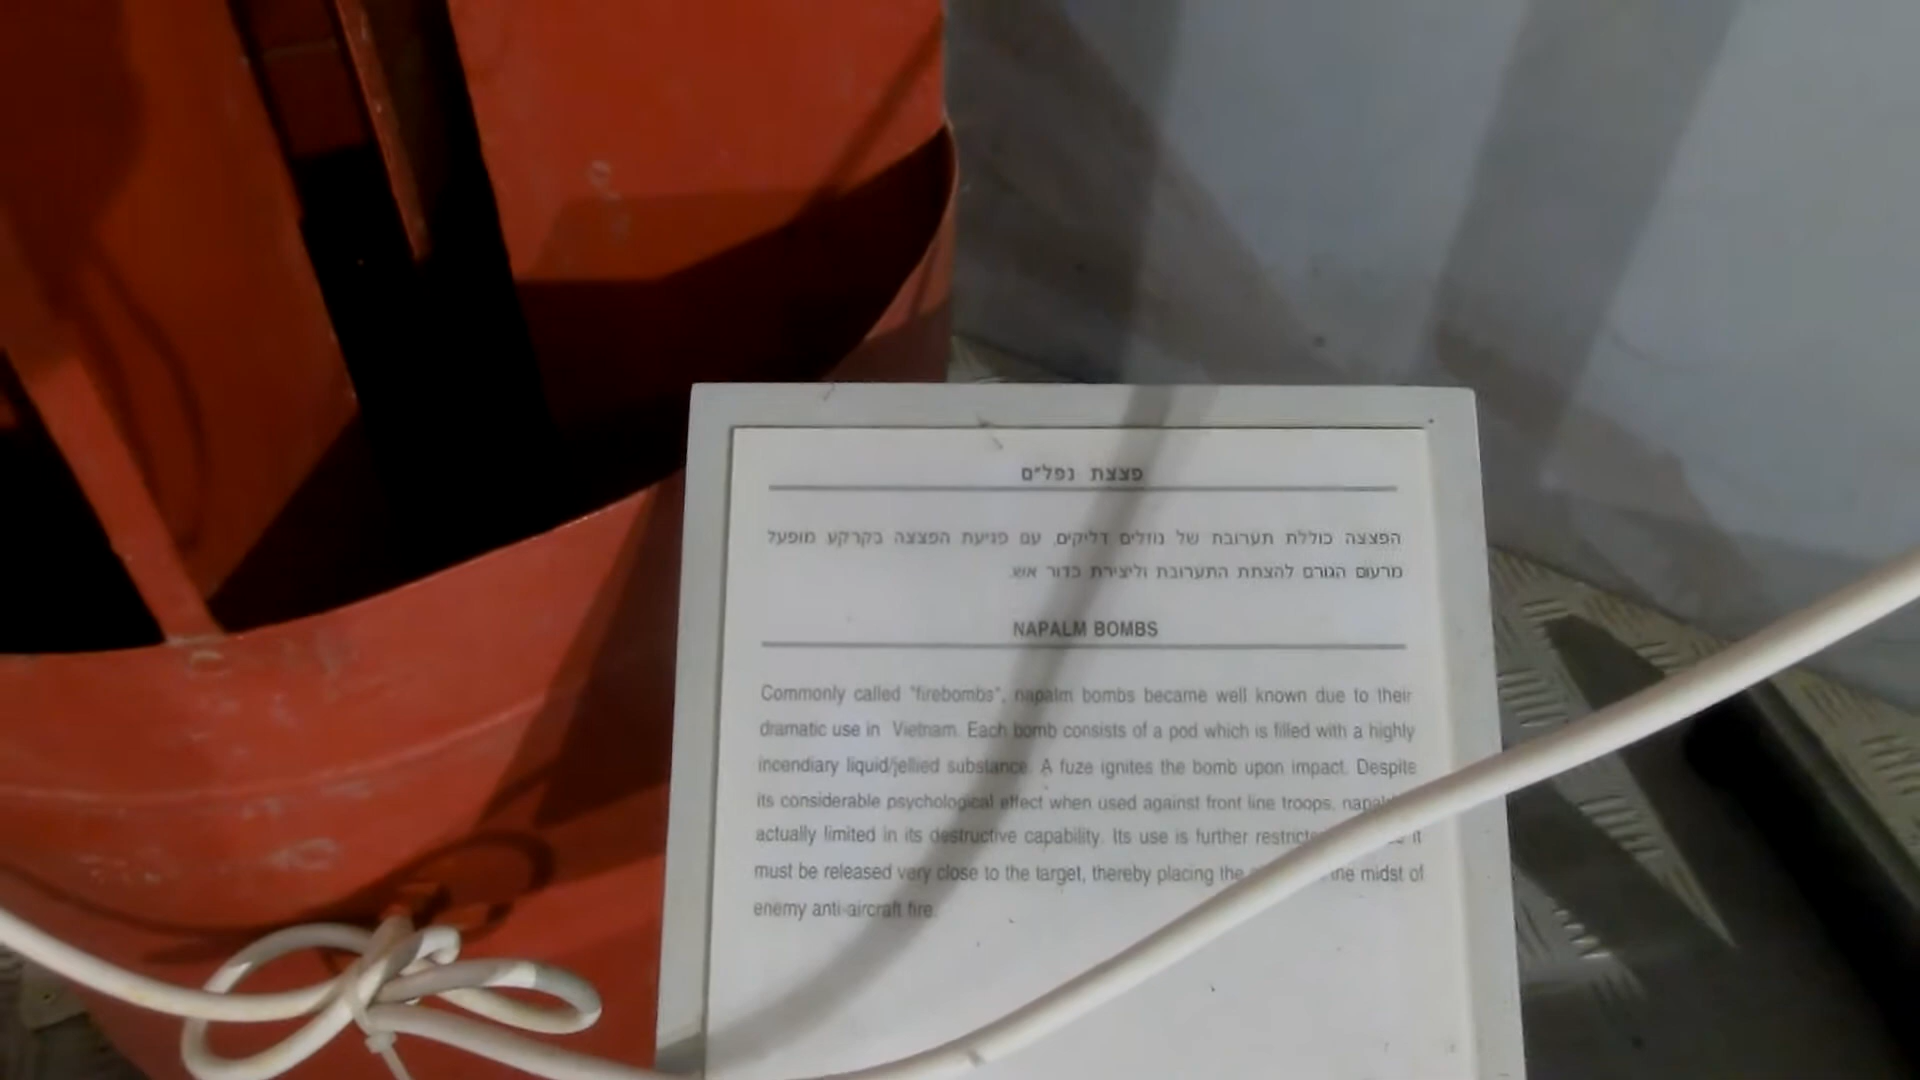 פצצת נפל״ם
הפצצה כוללת תערובת של נוזלים דליקים, עם פגיעת הפצצה בקרקע מופעל
מרעום הגורם להצתת התערובת וליצירת כדור אש.
NAPALM BOMBS
Commonly called "firebombs", napalm bombs became well known due to their
dramatic use in Vietnam. Each bomb consists of a pod which is filled with a highly
incendiary liquid/jellied substance. A fuze ignites the bomb upon impact. Despite
its considerable psychological effect when used against front line troops,
actually limited in its destructive capability. Its use is further it
must be released very close to the target, thereby placing the midst of
enemy anti-aircraft fire.